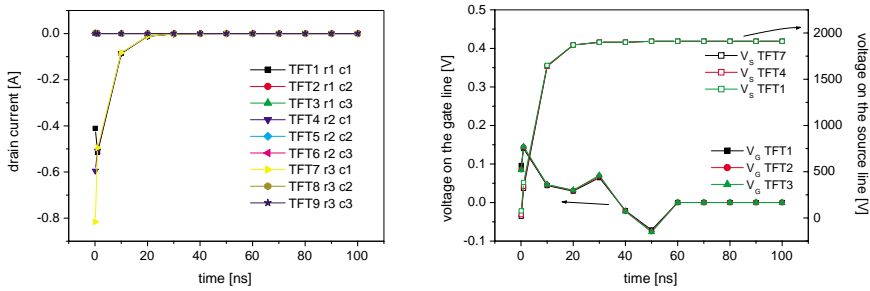 drain current [A]
0.0
-0.2
-0.4
-0.6
-0.8
TFT1 r1 c1
TFT2 r1 c2
TFT3 r1 c3
TFT4 r2 c1
TFT5 r2 c2
TFT6 r2 c3
TFT7 r3 c1
TFT8 r3 c2
TFT9 r3 c3
0 20 40 60 80 100
time [ns]
voltage on the gate line [V]
0.4
0.3
0.2
0.1
0.0
-0.1
V_S TFT7
V_S TFT4
V_S TFT1
V_G TFT1
V_G TFT2
V_G TFT3
0 20 40 60 80 100
time [ns]
2000
1500
1000
500
0
voltage on the source line [V]